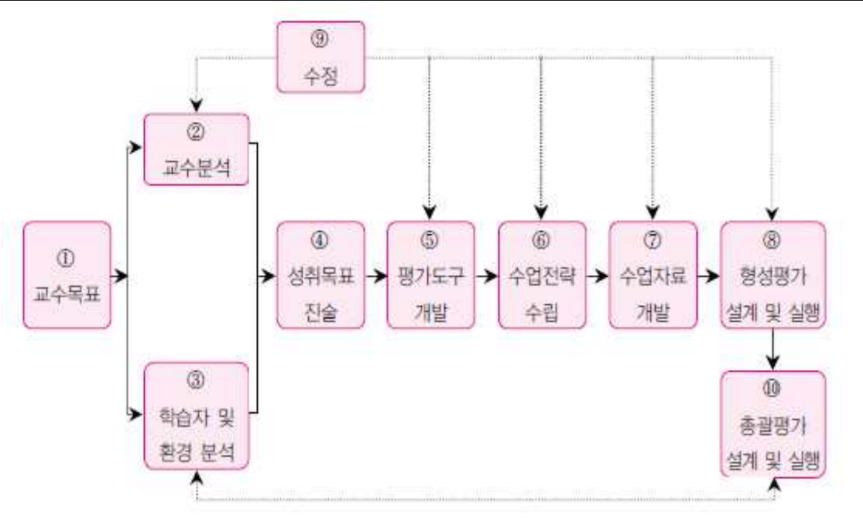 ⑨
수정
②
교수분석
①
교수목표
④
성취목표
진술
⑤
평가도구
개발
⑥
수업전략
수립
⑦
수업자료
개발
⑧
형성평가
설계 및 실행
③
학습자 및
환경 분석
⑩
총괄평가
설계 및 실행